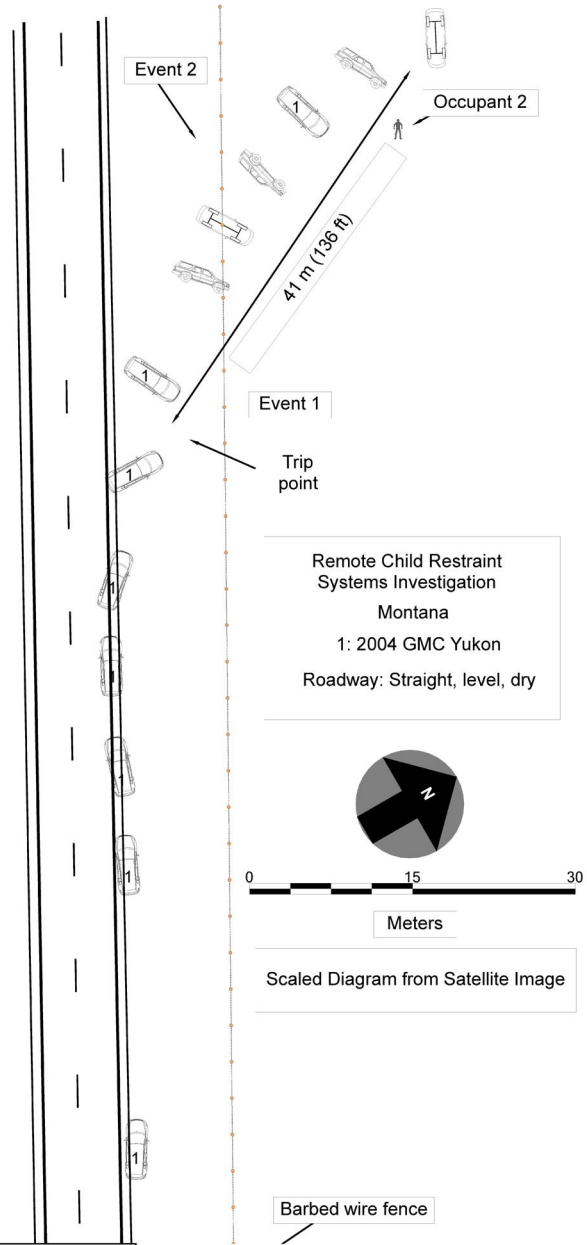 Event 2
1
Occupant 2
41 m (136 ft)
1
Event 1
1
Trip
point
1
Remote Child Restraint
Systems Investigation
Montana
1: 2004 GMC Yukon
Roadway: Straight, level, dry
1
1
N
1
0 15 30
Meters
Scaled Diagram from Satellite Image
1
Barbed wire fence